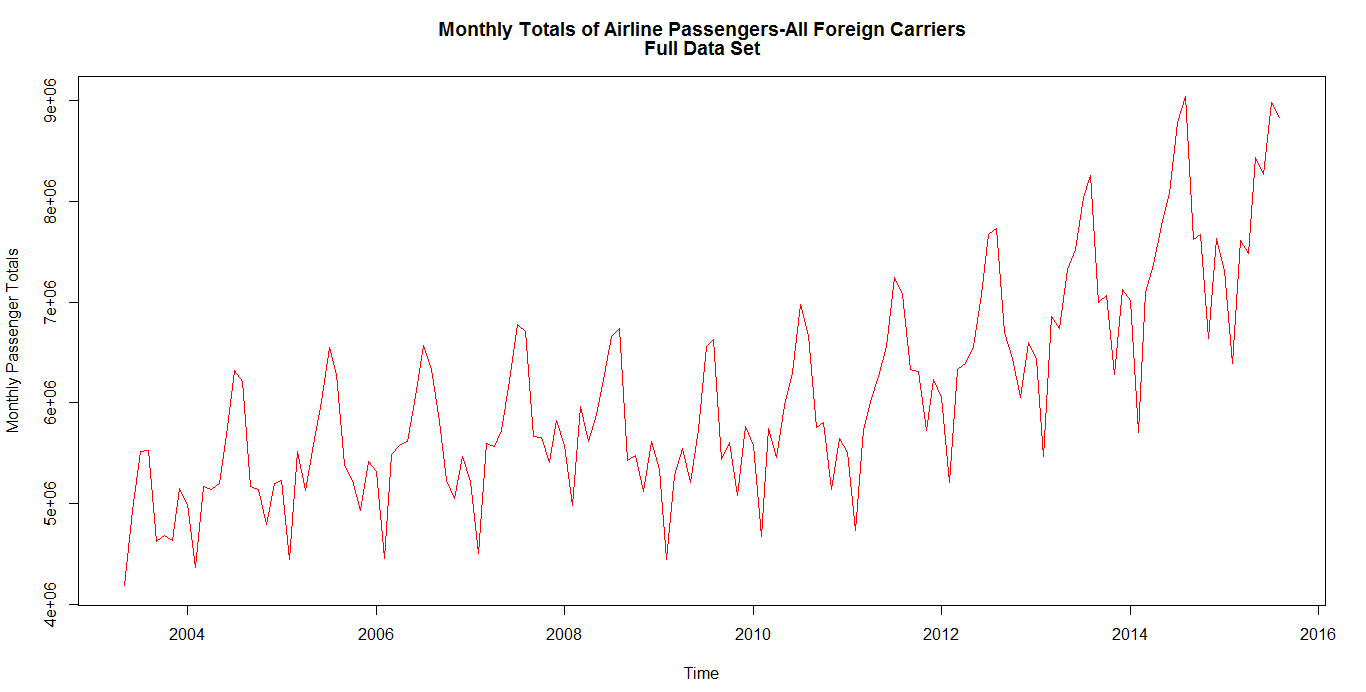 Monthly Totals of Airline Passengers-All Foreign Carriers
Full Data Set
Monthly Passenger Totals
9e+06
8e+06
7e+06
6e+06
5e+06
4e+06
2004
2006
2008
2010
2012
2014
2016
Time